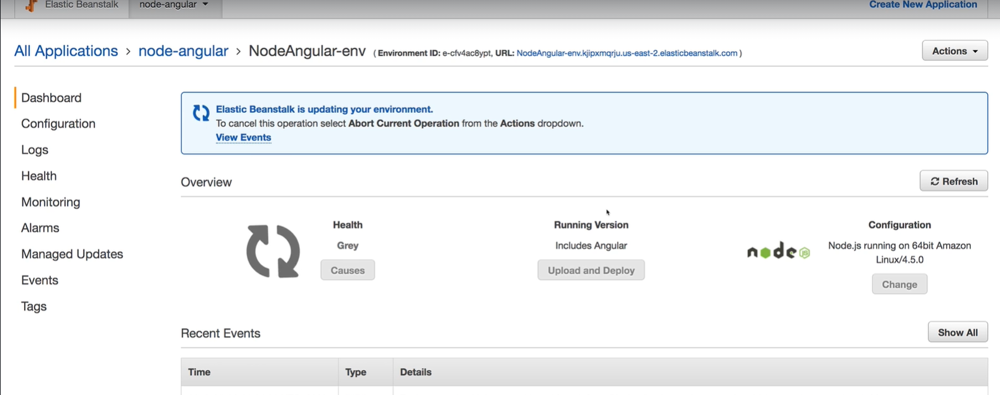 Elastic Beanstalk node-angular Create New Application
All Applications > node-angular > NodeAngular-env ( Environment ID: e-cfv4ac8ypt, URL: NodeAngular-env.kjipxmqrju.us-east-2.elasticbeanstalk.com ) Actions
Dashboard
Configuration
Logs
Health
Monitoring
Alarms
Managed Updates
Events
Tags
Elastic Beanstalk is updating your environment.
To cancel this operation select Abort Current Operation from the Actions dropdown.
View Events
Overview Refresh
Health
Grey
Causes
Running Version
Includes Angular
Upload and Deploy
node JS
Configuration
Node.js running on 64bit Amazon
Linux/4.5.0
Change
Recent Events Show All
Time Type Details